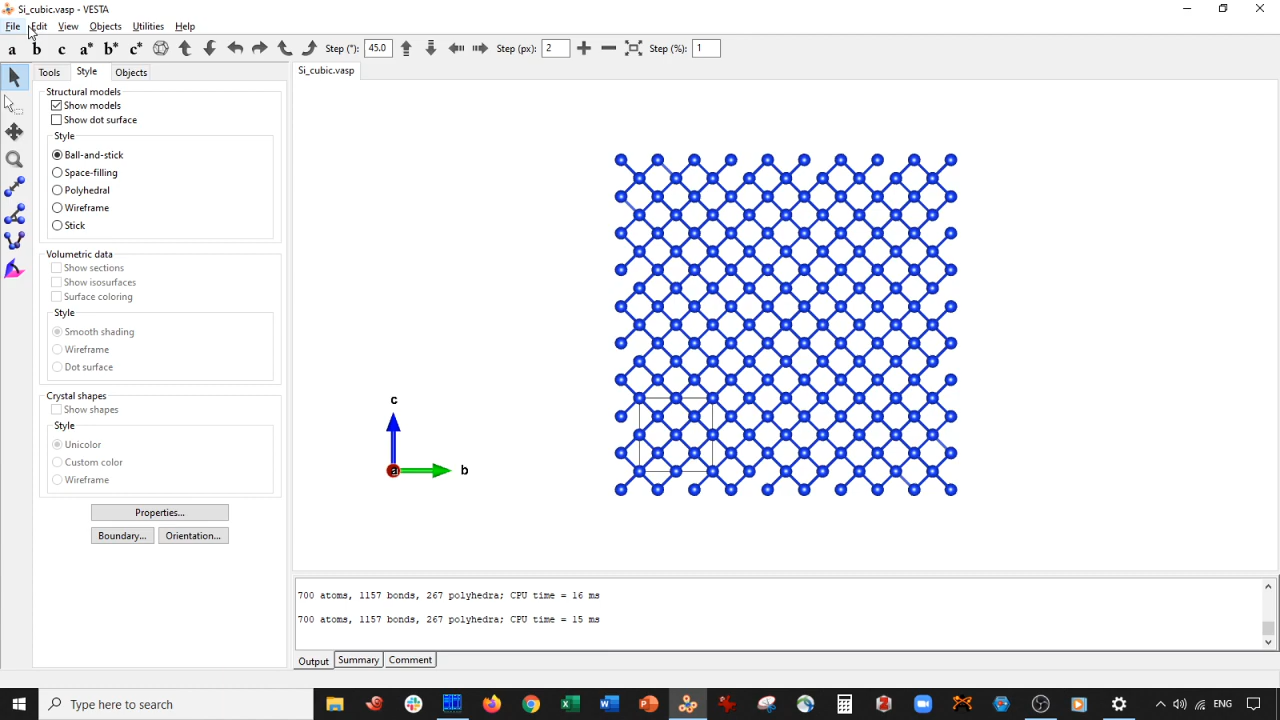 Si_cubic.vasp - VESTA
File Edit View Objects Utilities Help
a b c a* b* c* Step (°): 45.0 Step (px): 2 Step (%): 1
Tools Style Objects
Si_cubic.vasp
Structural models
Show models
Show dot surface
Style
Ball-and-stick
Space-filling
Polyhedral
Wireframe
Stick
Volumetric data
Show sections
Show isosurfaces
Surface coloring
Style
Smooth shading
Wireframe
Dot surface
Crystal shapes
Show shapes
Style
Unicolor
Custom color
Wireframe
Properties...
Boundary... Orientation...
c
a b
700 atoms, 1157 bonds, 267 polyhedra; CPU time = 16 ms
700 atoms, 1157 bonds, 267 polyhedra; CPU time = 15 ms
Output Summary Comment
Type here to search
ENG